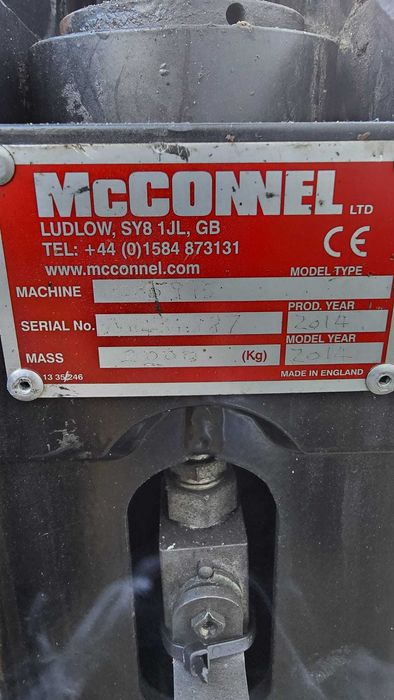 McCONNEL LTD
LUDLOW, SY8 1JL, GB
TEL: +44 (0)1584 873131
www.mcconnel.com
CE
MODEL TYPE
MACHINE
PROD. YEAR
SERIAL No. 2014
MODEL YEAR
MASS (Kg) 2014
13 35/246 MADE IN ENGLAND